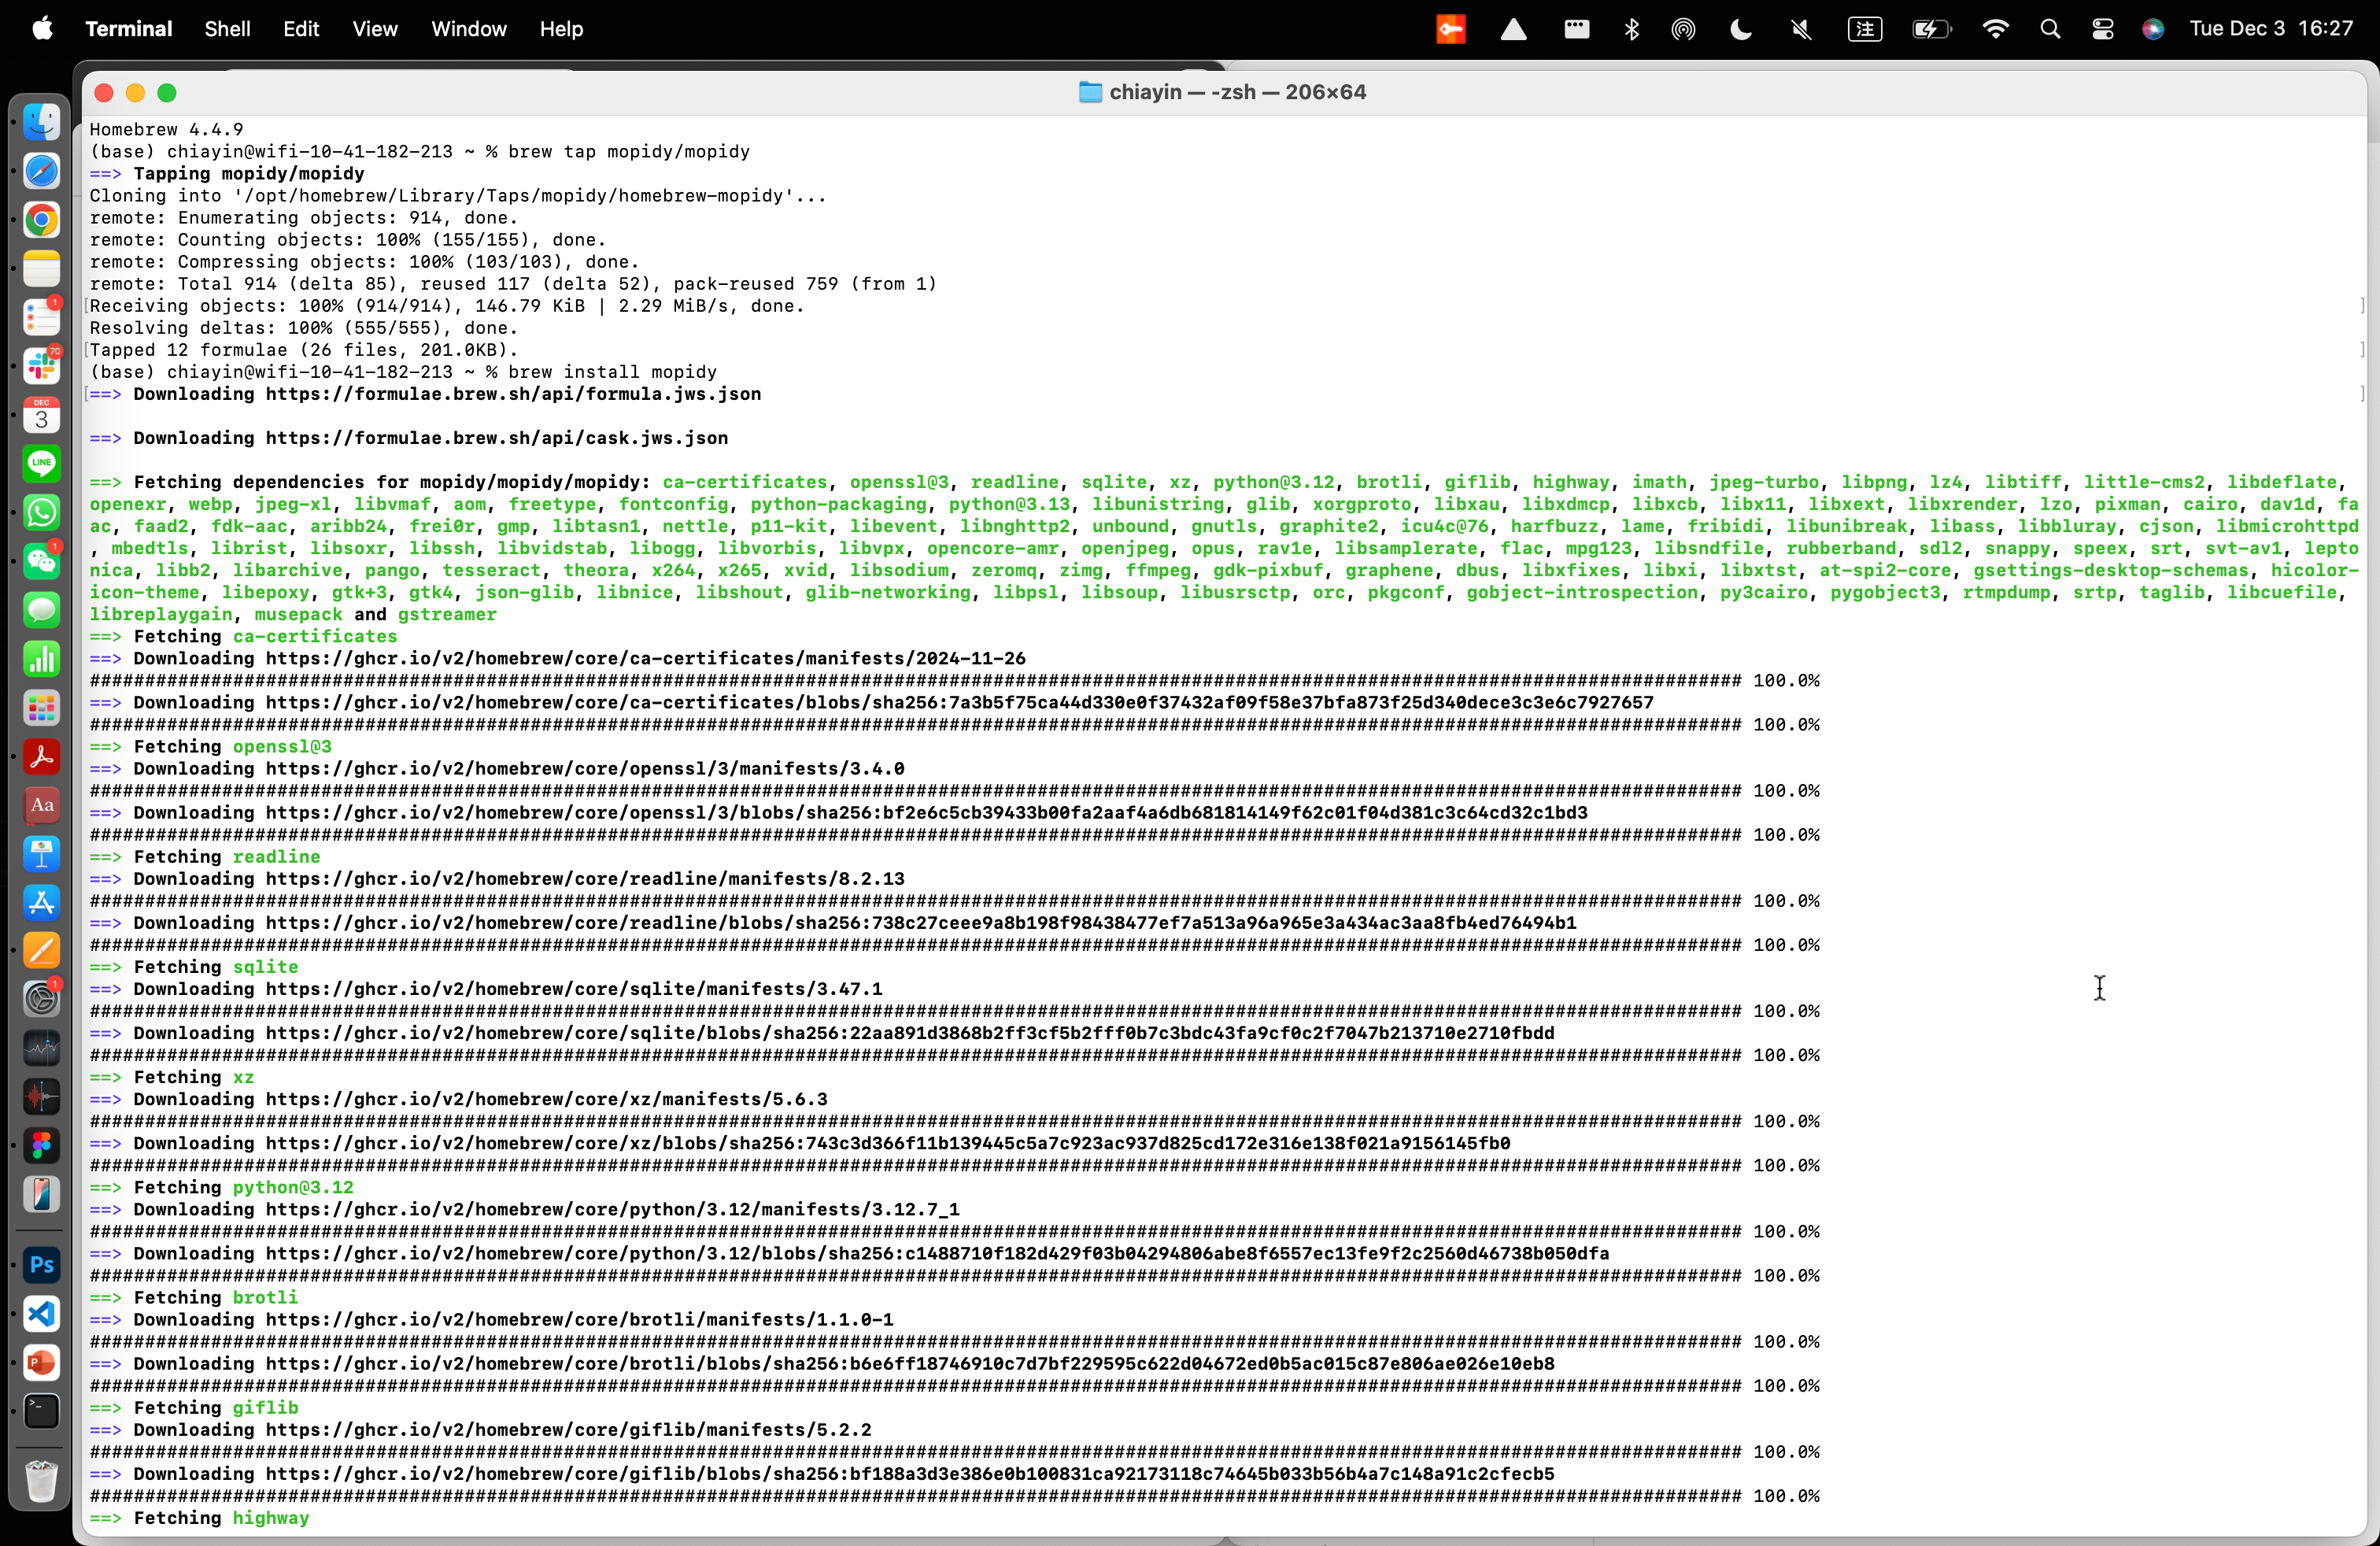 Terminal Shell Edit View Window Help 注 Tue Dec 3 16:27
chiayin — -zsh — 206×64
Homebrew 4.4.9
(base) chiayin@wifi-10-41-182-213 ~ % brew tap mopidy/mopidy
==> Tapping mopidy/mopidy
Cloning into '/opt/homebrew/Library/Taps/mopidy/homebrew-mopidy'...
remote: Enumerating objects: 914, done.
remote: Counting objects: 100% (155/155), done.
remote: Compressing objects: 100% (103/103), done.
remote: Total 914 (delta 85), reused 117 (delta 52), pack-reused 759 (from 1)
[Receiving objects: 100% (914/914), 146.79 KiB | 2.29 MiB/s, done. ]
Resolving deltas: 100% (555/555), done.
[Tapped 12 formulae (26 files, 201.0KB). ]
(base) chiayin@wifi-10-41-182-213 ~ % brew install mopidy
[==> Downloading https://formulae.brew.sh/api/formula.jws.json ]
==> Downloading https://formulae.brew.sh/api/cask.jws.json
==> Fetching dependencies for mopidy/mopidy/mopidy: ca-certificates, openssl@3, readline, sqlite, xz, python@3.12, brotli, giflib, highway, imath, jpeg-turbo, libpng, lz4, libtiff, little-cms2, libdeflate,
openexr, webp, jpeg-xl, libvmaf, aom, freetype, fontconfig, python-packaging, python@3.13, libunistring, glib, xorgproto, libxau, libxdmcp, libxcb, libx11, libxext, libxrender, lzo, pixman, cairo, dav1d, fa
ac, faad2, fdk-aac, aribb24, frei0r, gmp, libtasn1, nettle, p11-kit, libevent, libnghttp2, unbound, gnutls, graphite2, icu4c@76, harfbuzz, lame, fribidi, libunibreak, libass, libbluray, cjson, libmicrohttpd
, mbedtls, librist, libsoxr, libssh, libvidstab, libogg, libvorbis, libvpx, opencore-amr, openjpeg, opus, rav1e, libsamplerate, flac, mpg123, libsndfile, rubberband, sdl2, snappy, speex, srt, svt-av1, lepto
nica, libb2, libarchive, pango, tesseract, theora, x264, x265, xvid, libsodium, zeromq, zimg, ffmpeg, gdk-pixbuf, graphene, dbus, libxfixes, libxi, libxtst, at-spi2-core, gsettings-desktop-schemas, hicolor-
icon-theme, libepoxy, gtk+3, gtk4, json-glib, libnice, libshout, glib-networking, libpsl, libsoup, libusrsctp, orc, pkgconf, gobject-introspection, py3cairo, pygobject3, rtmpdump, srtp, taglib, libcuefile,
libreplaygain, musepack and gstreamer
==> Fetching ca-certificates
==> Downloading https://ghcr.io/v2/homebrew/core/ca-certificates/manifests/2024-11-26
100.0%
==> Downloading https://ghcr.io/v2/homebrew/core/ca-certificates/blobs/sha256:7a3b5f75ca44d330e0f37432af09f58e37bfa873f25d340dece3c3e6c7927657
100.0%
==> Fetching openssl@3
==> Downloading https://ghcr.io/v2/homebrew/core/openssl/3/manifests/3.4.0
100.0%
==> Downloading https://ghcr.io/v2/homebrew/core/openssl/3/blobs/sha256:bf2e6c5cb39433b00fa2aaf4a6db681814149f62c01f04d381c3c64cd32c1bd3
100.0%
==> Fetching readline
==> Downloading https://ghcr.io/v2/homebrew/core/readline/manifests/8.2.13
100.0%
==> Downloading https://ghcr.io/v2/homebrew/core/readline/blobs/sha256:738c27ceee9a8b198f98438477ef7a513a96a965e3a434ac3aa8fb4ed76494b1
100.0%
==> Fetching sqlite
==> Downloading https://ghcr.io/v2/homebrew/core/sqlite/manifests/3.47.1
100.0%
==> Downloading https://ghcr.io/v2/homebrew/core/sqlite/blobs/sha256:22aa891d3868b2ff3cf5b2fff0b7c3bdc43fa9cf0c2f7047b213710e2710fbdd
100.0%
==> Fetching xz
==> Downloading https://ghcr.io/v2/homebrew/core/xz/manifests/5.6.3
100.0%
==> Downloading https://ghcr.io/v2/homebrew/core/xz/blobs/sha256:743c3d366f11b139445c5a7c923ac937d825cd172e316e138f021a9156145fb0
100.0%
==> Fetching python@3.12
==> Downloading https://ghcr.io/v2/homebrew/core/python/3.12/manifests/3.12.7_1
100.0%
==> Downloading https://ghcr.io/v2/homebrew/core/python/3.12/blobs/sha256:c1488710f182d429f03b04294806abe8f6557ec13fe9f2c2560d46738b050dfa
100.0%
==> Fetching brotli
==> Downloading https://ghcr.io/v2/homebrew/core/brotli/manifests/1.1.0-1
100.0%
==> Downloading https://ghcr.io/v2/homebrew/core/brotli/blobs/sha256:b6e6ff18746910c7d7bf229595c622d04672ed0b5ac015c87e806ae026e10eb8
100.0%
==> Fetching giflib
==> Downloading https://ghcr.io/v2/homebrew/core/giflib/manifests/5.2.2
100.0%
==> Downloading https://ghcr.io/v2/homebrew/core/giflib/blobs/sha256:bf188a3d3e386e0b100831ca92173118c74645b033b56b4a7c148a91c2cfecb5
100.0%
==> Fetching highway
1
70
DEC
3
LINE
1
Aa
1
Ps
P